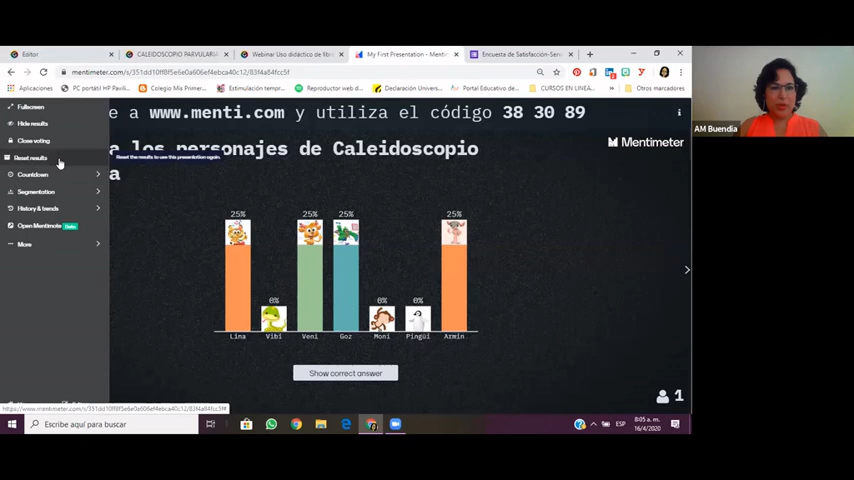 Editor
CALEIDOSCOPIO PARVULARIA
Webinar Uso didáctico de libro
My First Presentation - Mentim
Encuesta de Satisfacción-Serv
mentimeter.com/s/351dd10ff8f5e6e0a606ef4ebca40c12/83f4a84fcc5f
Aplicaciones
PC portátil HP Pavili...
Colegio Mis Primer...
Estimulación tempr...
Reproductor web d...
Declaración Univer...
Portal Educativo de...
CURSOS EN LINEA...
Otros marcadores
Fullscreen
Hide results
Close voting
Reset results
Reset the results to use this presentation again.
Countdown
Segmentation
History & trends
Open Mentimote Beta
More
e a www.menti.com y utiliza el código 38 30 89
a los personajes de Caleidoscopio
a
Mentimeter
25% 0% 25% 25% 0% 0% 25%
Lina Vibi Veni Goz Moni Pingüi Armin
Show correct answer
1
AM Buendia
Escribe aquí para buscar
ESP
8:05 a. m.
16/4/2020